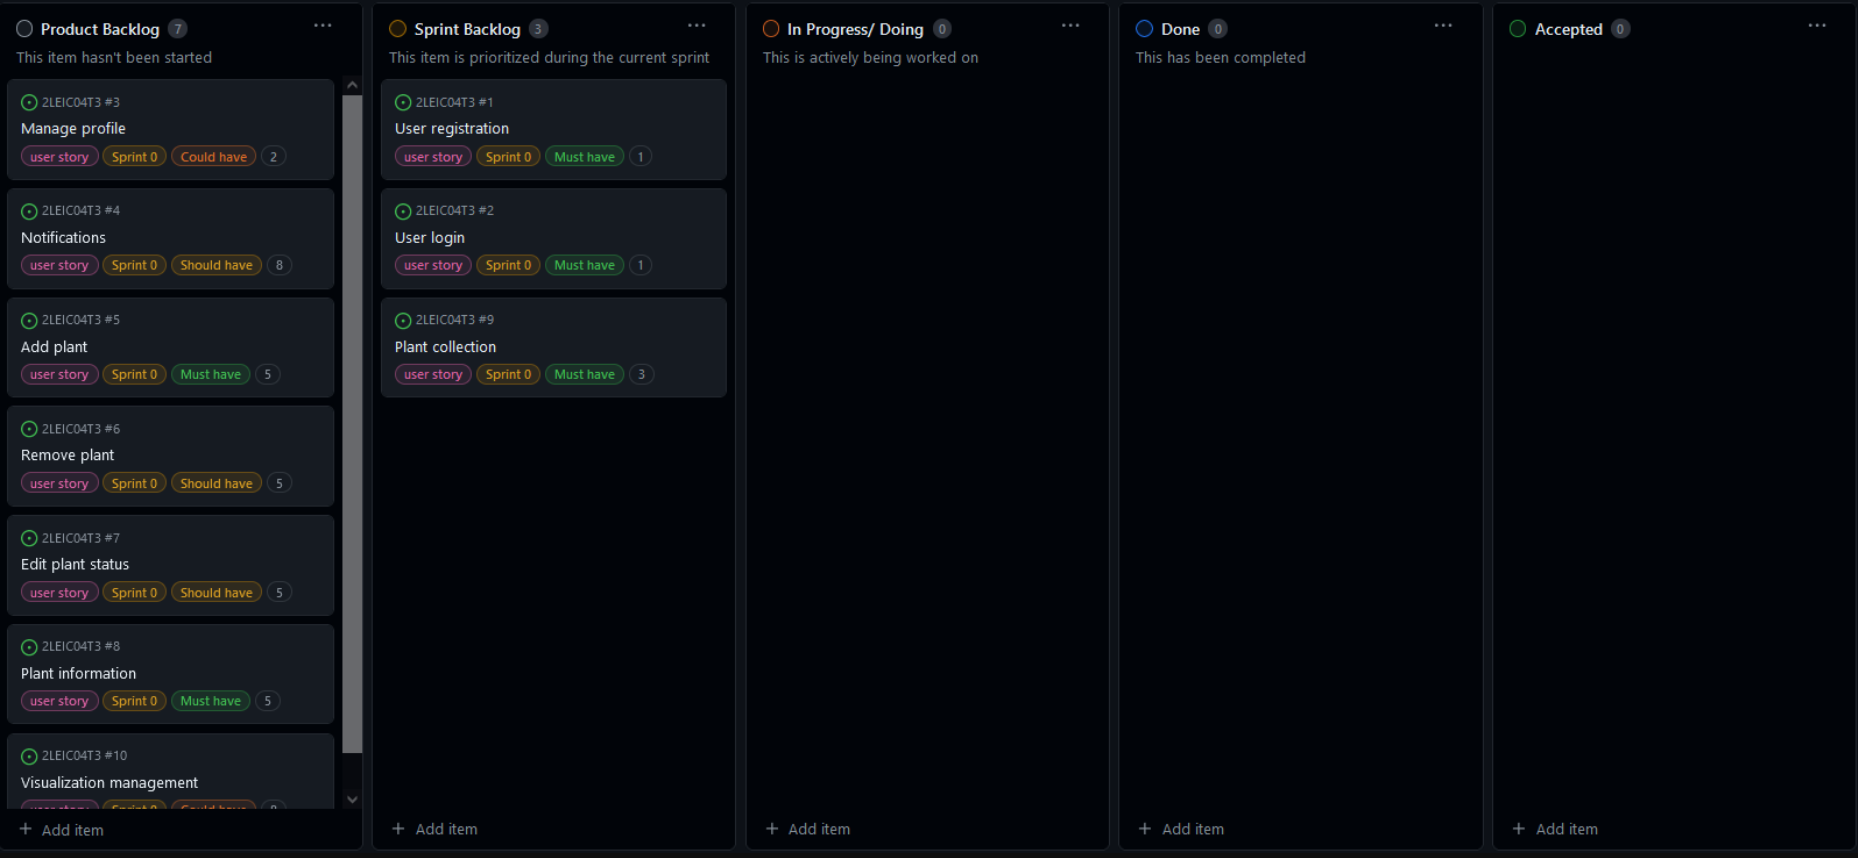 Product Backlog 7
This item hasn't been started
2LEIC04T3 #3
Manage profile
user story Sprint 0 Could have 2
2LEIC04T3 #4
Notifications
user story Sprint 0 Should have 8
2LEIC04T3 #5
Add plant
user story Sprint 0 Must have 5
2LEIC04T3 #6
Remove plant
user story Sprint 0 Should have 5
2LEIC04T3 #7
Edit plant status
user story Sprint 0 Should have 5
2LEIC04T3 #8
Plant information
user story Sprint 0 Must have 5
2LEIC04T3 #10
Visualization management
user story Sprint 0 Could have
+ Add item
Sprint Backlog 3
This item is prioritized during the current sprint
2LEIC04T3 #1
User registration
user story Sprint 0 Must have 1
2LEIC04T3 #2
User login
user story Sprint 0 Must have 1
2LEIC04T3 #9
Plant collection
user story Sprint 0 Must have 3
+ Add item
In Progress/ Doing 0
This is actively being worked on
+ Add item
Done 0
This has been completed
+ Add item
Accepted 0
+ Add item